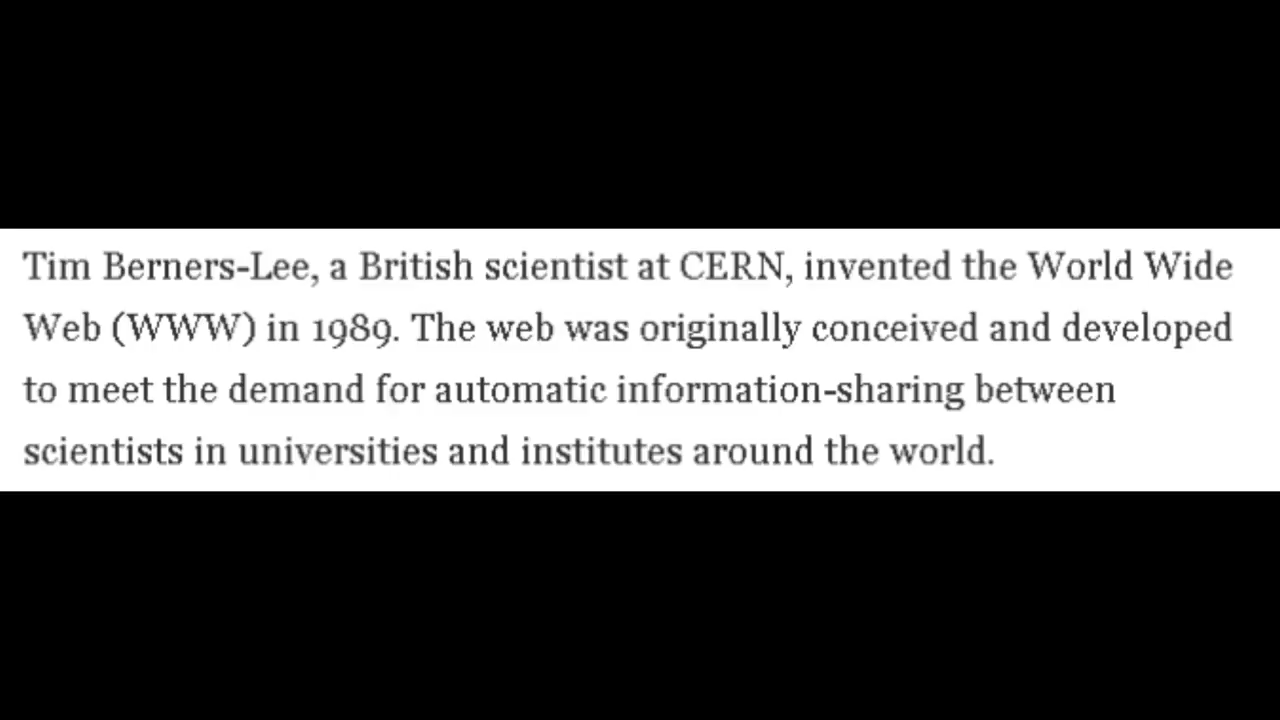 Tim Berners-Lee, a British scientist at CERN, invented the World Wide
Web (WWW) in 1989. The web was originally conceived and developed
to meet the demand for automatic information-sharing between
scientists in universities and institutes around the world.